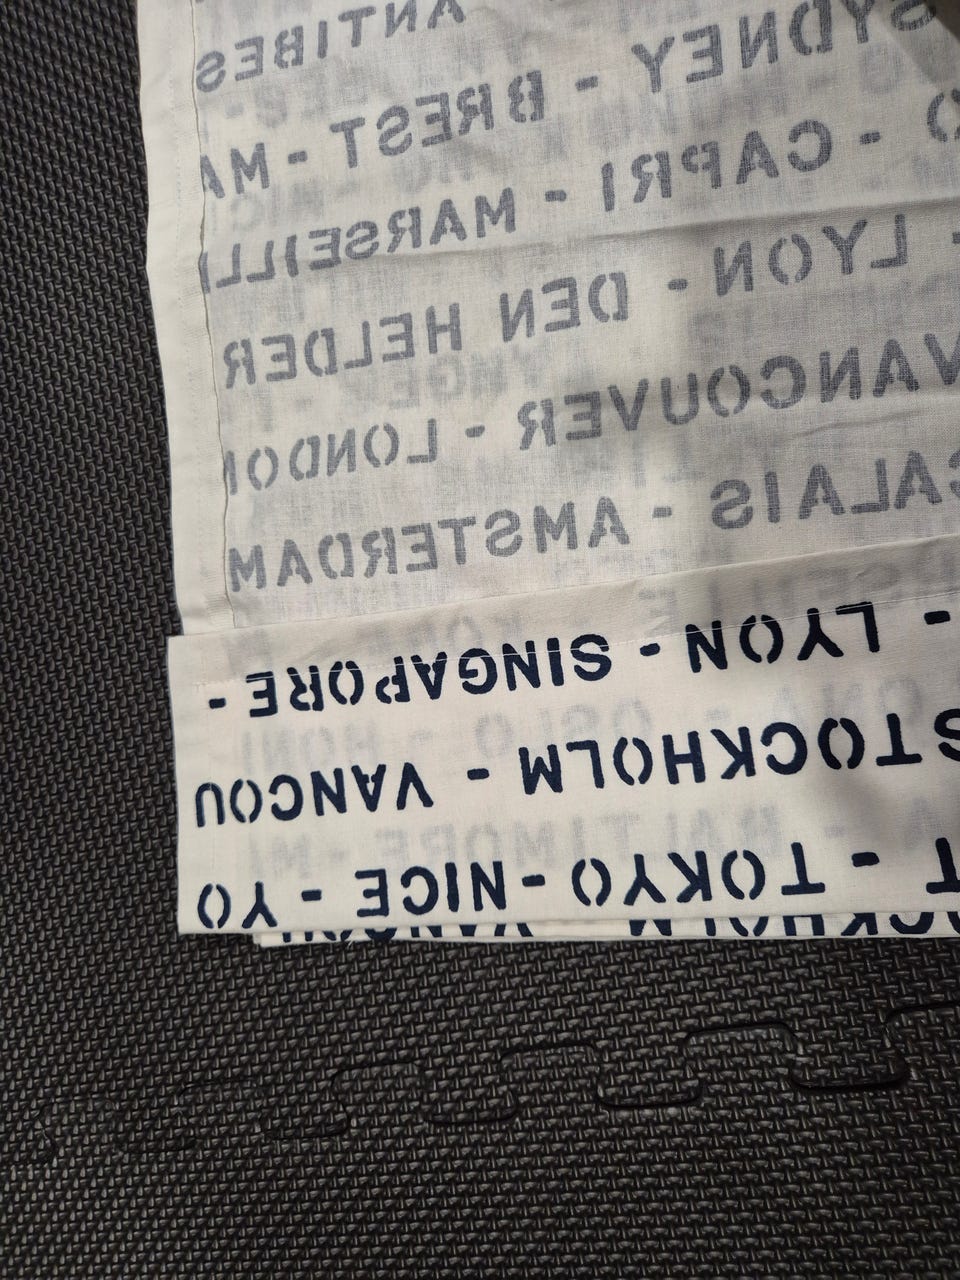 ANTIBES
SYDNEY - BREST - MA
- CAPRI - MARSEILL
- LYON - DEN HELDER
VANCOUVER - LONDON
CALAIS - AMSTERDAM
- LYON - SINGAPORE -
STOCKHOLM - VANCOU
T - TOKYO - NICE - YO